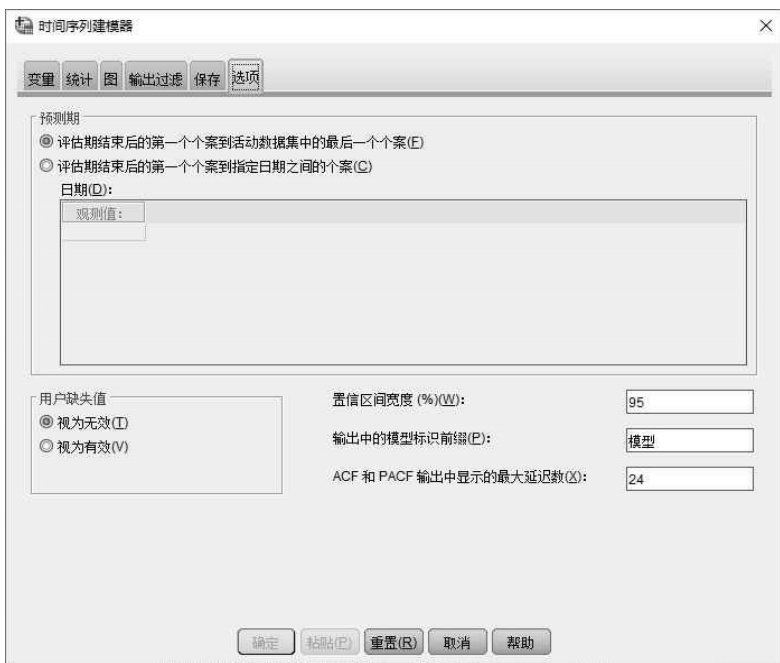 时间序列建模器
变量 统计 图 输出过滤 保存 选项
预测期
评估期结束后的第一个个案到活动数据集中的最后一个个案(F)
评估期结束后的第一个个案到指定日期之间的个案(C)
日期(D):
观测值:
用户缺失值
视为无效(T)
视为有效(V)
置信区间宽度 (%)(W):
95
输出中的模型标识前缀(P):
模型
ACF 和 PACF 输出中显示的最大延迟数(X):
24
确定 粘贴(P) 重置(R) 取消 帮助